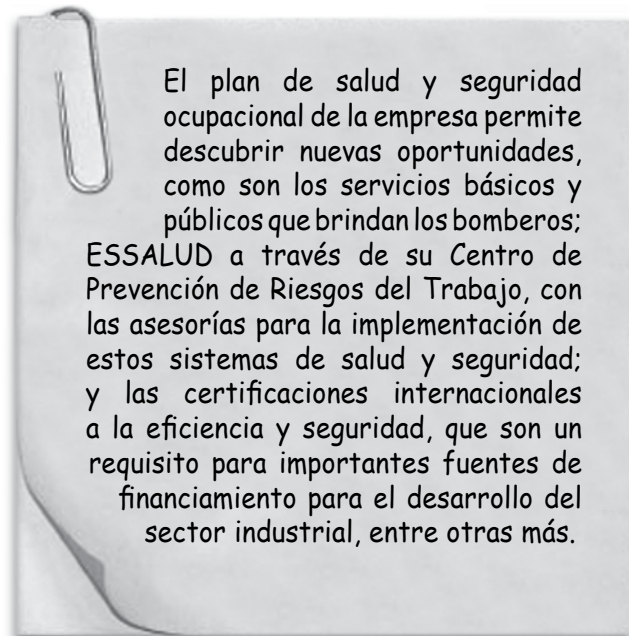 El plan de salud y seguridad
ocupacional de la empresa permite
descubrir nuevas oportunidades,
como son los servicios básicos y
públicos que brindan los bomberos;
ESSALUD a través de su Centro de
Prevención de Riesgos del Trabajo, con
las asesorías para la implementación de
estos sistemas de salud y seguridad;
y las certificaciones internacionales
a la eficiencia y seguridad, que son un
requisito para importantes fuentes de
financiamiento para el desarrollo del
sector industrial, entre otras más.